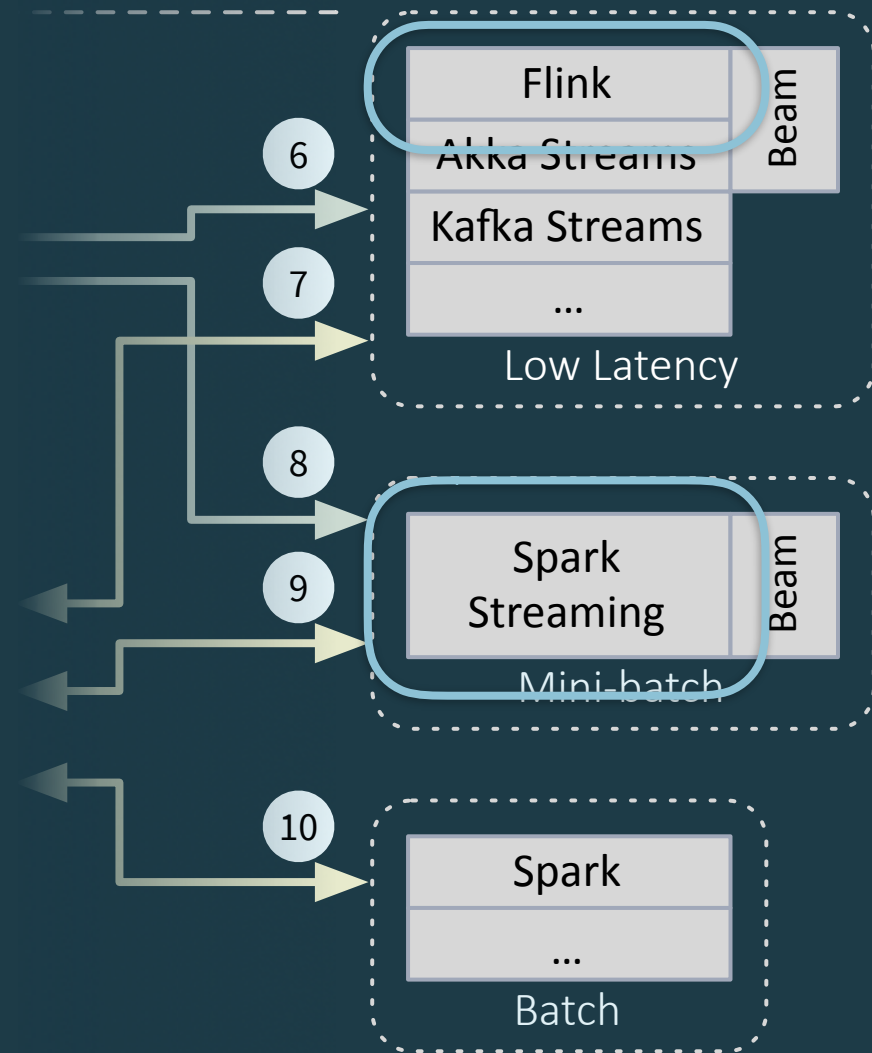 Flink
Beam
6
Akka Streams
Kafka Streams
7
...
Low Latency
8
Spark
Streaming
Beam
9
Mini-batch
10
Spark
...
Batch